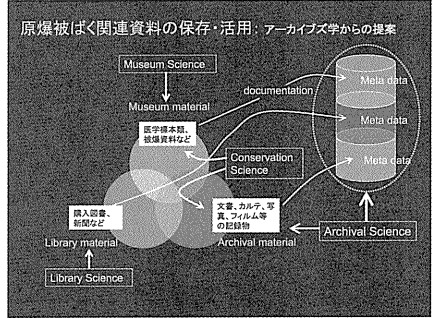 原爆被ばく関連資料の保存・活用: アーカイブズ学からの提案
Museum Science
documentation
Meta data
Museum material
医学標本類、
被爆資料など
Meta data
Conservation
Science
Meta data
購入図書、
新聞など
文書、カルテ、写
真、フィルム等
の記録物
Library material
Archival material
Archival Science
Library Science